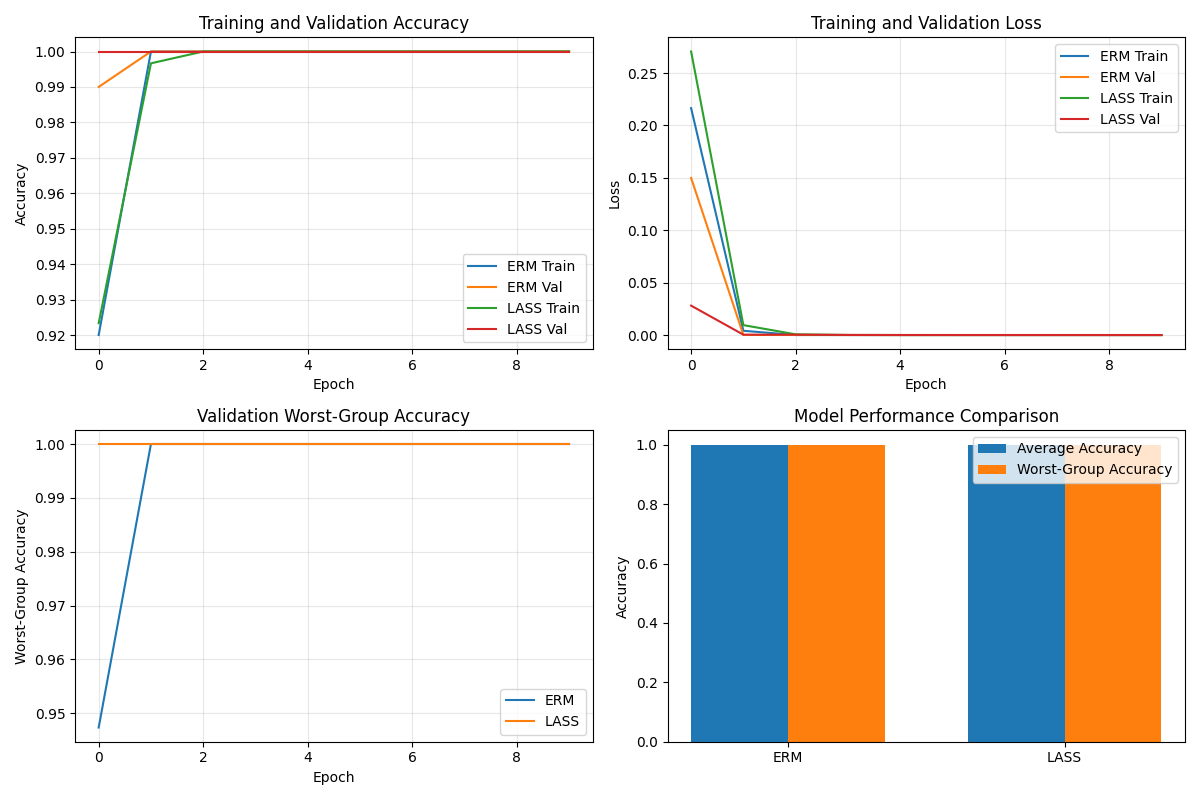 Training and Validation Accuracy
1.00
0.99
0.98
0.97
0.96
0.95
0.94
0.93
0.92
Accuracy
0
2
4
6
8
Epoch
ERM Train
ERM Val
LASS Train
LASS Val
Training and Validation Loss
0.25
0.20
0.15
0.10
0.05
0.00
Loss
0
2
4
6
8
Epoch
ERM Train
ERM Val
LASS Train
LASS Val
Validation Worst-Group Accuracy
1.00
0.99
0.98
0.97
0.96
0.95
Worst-Group Accuracy
0
2
4
6
8
Epoch
ERM
LASS
Model Performance Comparison
1.0
0.8
0.6
0.4
0.2
0.0
Accuracy
ERM
LASS
Average Accuracy
Worst-Group Accuracy